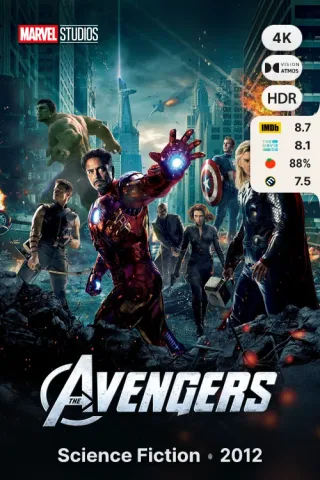 MARVEL STUDIOS
4K
VISION
ATMOS
HDR
IMDb 8.7
8.1
88%
7.5
THE AVENGERS
Science Fiction • 2012